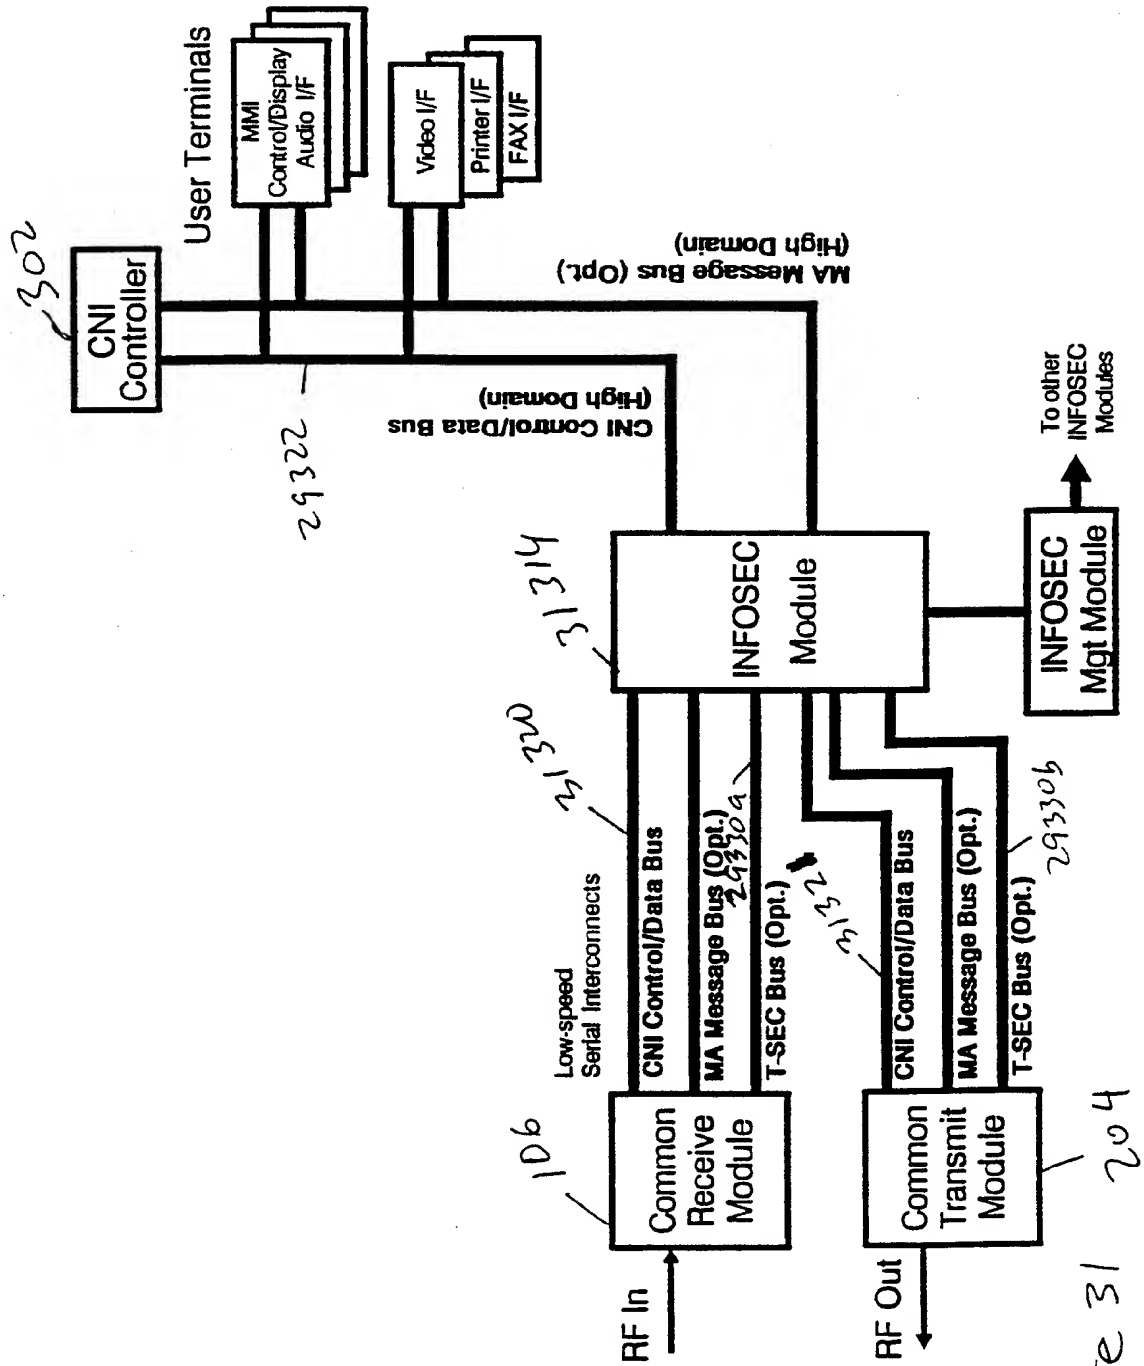 302
CNI
Controller
User Terminals
MMI
Control/Display
Audio I/F
Video I/F
Printer I/F
FAX I/F
MA Message Bus (Opt.)
(High Domain)
29322
CNI Control/Data Bus
(High Domain)
31314
INFOSEC
Module
To other
INFOSEC
Modules
INFOSEC
Mgt Module
31320
Low-speed
Serial Interconnects
CNI Control/Data Bus
MA Message Bus (Opt.)
29330a
T-SEC Bus (Opt.)
3132
CNI Control/Data Bus
MA Message Bus (Opt.)
T-SEC Bus (Opt.)
29330b
106
Common
Receive
Module
RF In
Common
Transmit
Module
RF Out
204
e 31